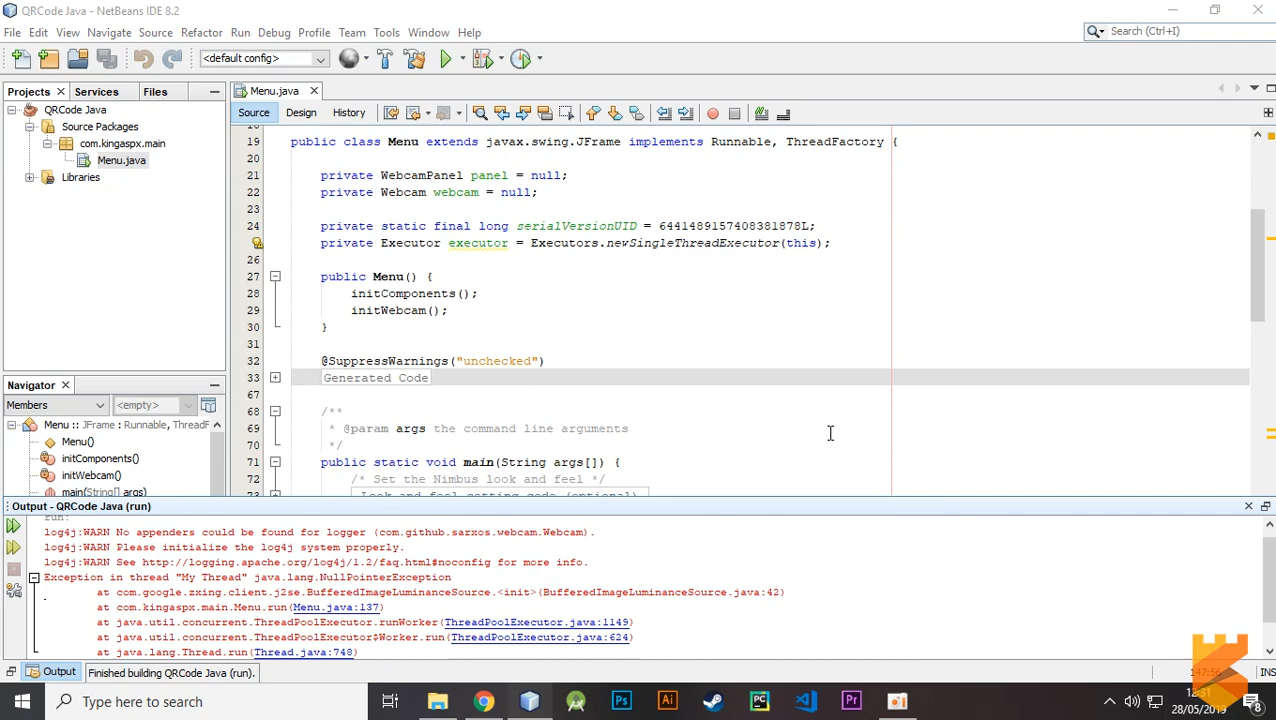 QRCode Java - NetBeans IDE 8.2
File Edit View Navigate Source Refactor Run Debug Profile Team Tools Window Help
Search (Ctrl+I)
<default config>
Projects Services Files
Menu.java
QRCode Java
Source Packages
com.kingaspx.main
Menu.java
Libraries
Source Design History
19 public class Menu extends javax.swing.JFrame implements Runnable, ThreadFactory {
20
21 private WebcamPanel panel = null;
22 private Webcam webcam = null;
23
24 private static final long serialVersionUID = 6441489157408381878L;
private Executor executor = Executors.newSingleThreadExecutor(this);
26
27 public Menu() {
28 initComponents();
29 initWebcam();
30 }
31
32 @SuppressWarnings("unchecked")
33 Generated Code
67
68 /**
69 * @param args the command line arguments
70 */
71 public static void main(String args[]) {
72 /* Set the Nimbus look and feel */
73 Look and feel setting code (optional)
Navigator
Members <empty>
Menu :: JFrame : Runnable, ThreadF
Menu()
initComponents()
initWebcam()
main(String[] args)
Output - QRCode Java (run)
run:
log4j:WARN No appenders could be found for logger (com.github.sarxos.webcam.Webcam).
log4j:WARN Please initialize the log4j system properly.
log4j:WARN See http://logging.apache.org/log4j/1.2/faq.html#noconfig for more info.
Exception in thread "My Thread" java.lang.NullPointerException
at com.google.zxing.client.j2se.BufferedImageLuminanceSource.<init>(BufferedImageLuminanceSource.java:42)
at com.kingaspx.main.Menu.run(Menu.java:137)
at java.util.concurrent.ThreadPoolExecutor.runWorker(ThreadPoolExecutor.java:1149)
at java.util.concurrent.ThreadPoolExecutor$Worker.run(ThreadPoolExecutor.java:624)
at java.lang.Thread.run(Thread.java:748)
Output
Finished building QRCode Java (run).
147:56 INS
Type here to search
Ps Ai PC Pr
12:31
28/05/2019
8